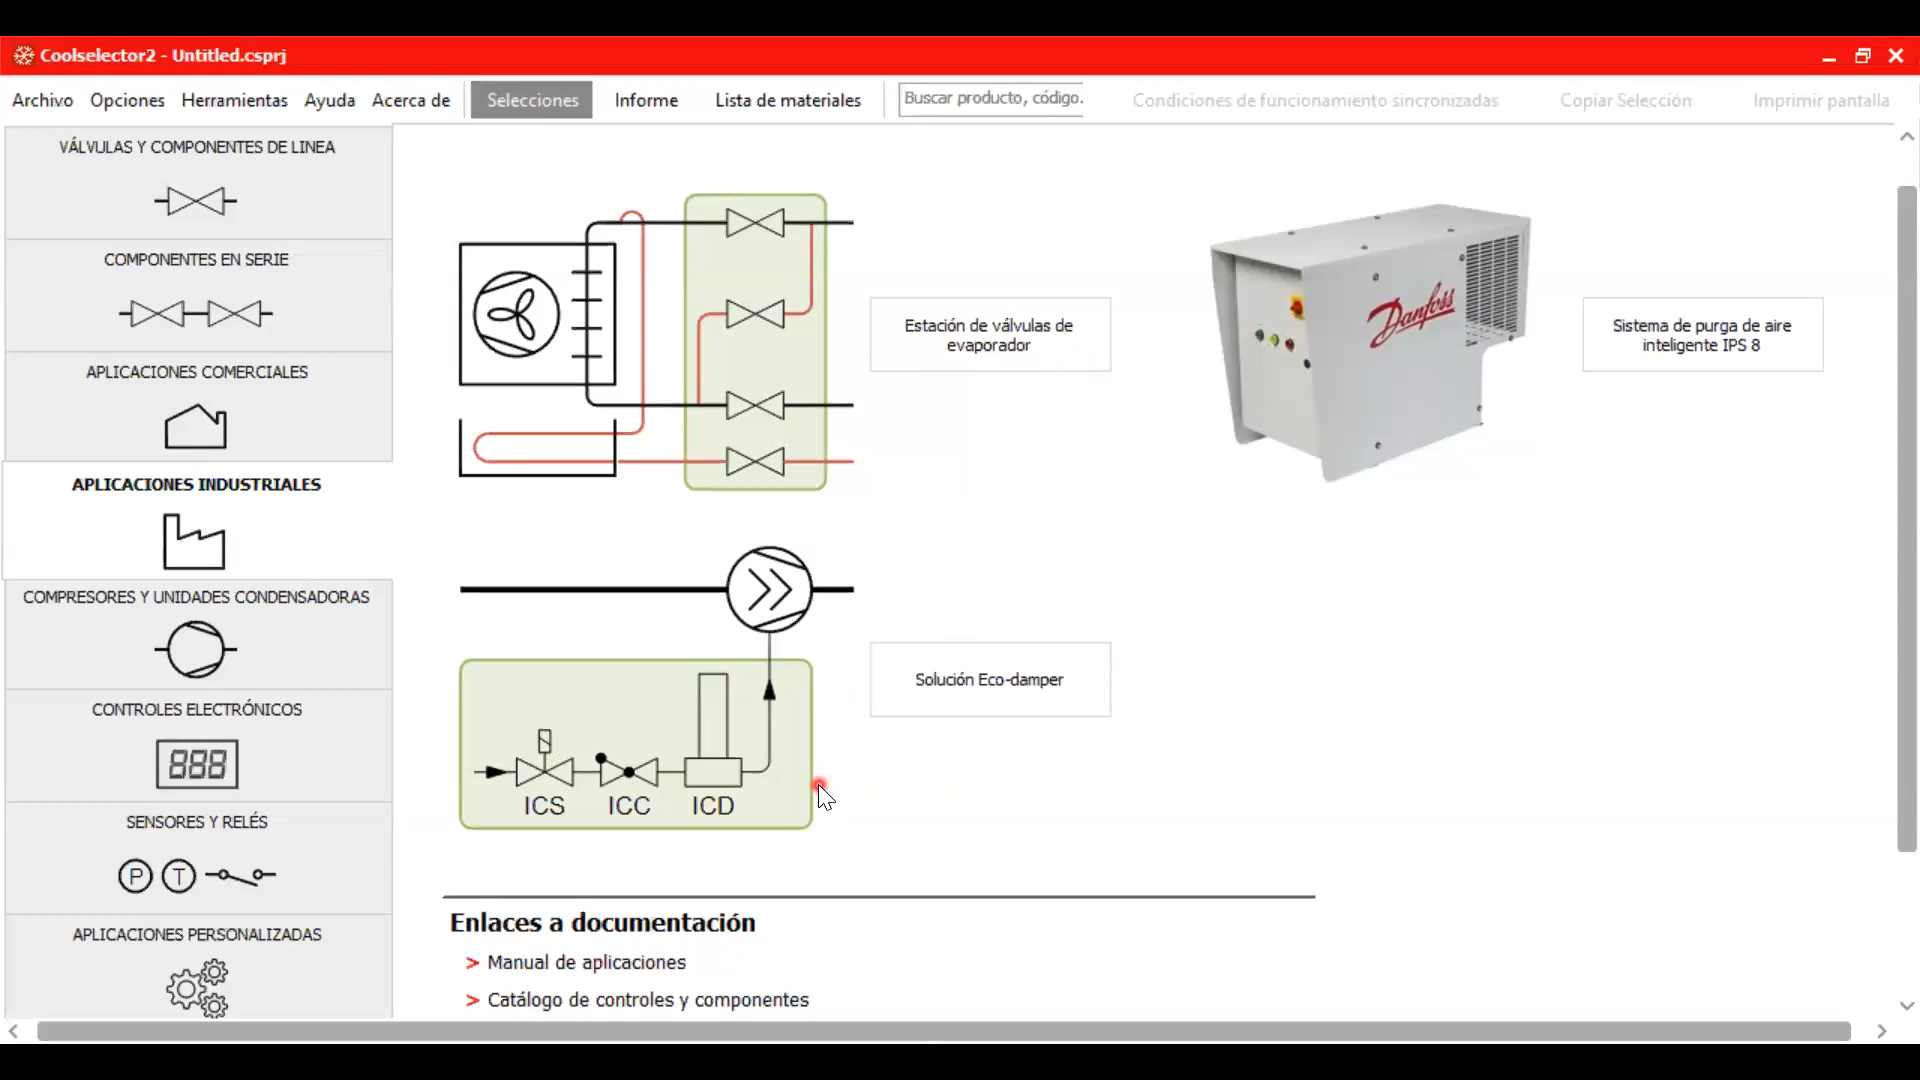 Coolselector2 - Untitled.csprj
Archivo Opciones Herramientas Ayuda Acerca de Selecciones Informe Lista de materiales Buscar producto, código. Condiciones de funcionamiento sincronizadas Copiar Selección Imprimir pantalla
VÁLVULAS Y COMPONENTES DE LINEA
COMPONENTES EN SERIE
APLICACIONES COMERCIALES
APLICACIONES INDUSTRIALES
COMPRESORES Y UNIDADES CONDENSADORAS
CONTROLES ELECTRÓNICOS
888
SENSORES Y RELÉS
P T
APLICACIONES PERSONALIZADAS
Estación de válvulas de
evaporador
Danfoss
Sistema de purga de aire
inteligente IPS 8
Solución Eco-damper
ICS ICC ICD
Enlaces a documentación
> Manual de aplicaciones
> Catálogo de controles y componentes